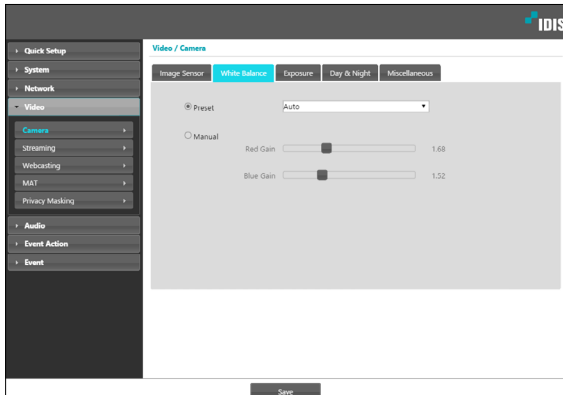 IDIS
Quick Setup
System
Network
Video
Camera
Streaming
Webcasting
MAT
Privacy Masking
Audio
Event Action
Event
Video / Camera
Image Sensor White Balance Exposure Day & Night Miscellaneous
Preset Auto
Manual
Red Gain 1.68
Blue Gain 1.52
Save